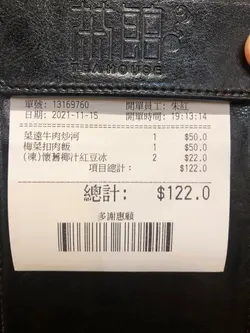 單號: 13169760 開單員工: 朱紅
日期: 2021-11-15 開單時間: 19:13:14
菜遠牛肉炒河 1 $50.0
梅菜扣肉飯 1 $50.0
(凍)懷舊椰汁紅豆冰 2 $22.0
項目總計: $122.0
總計: $122.0
多謝惠顧